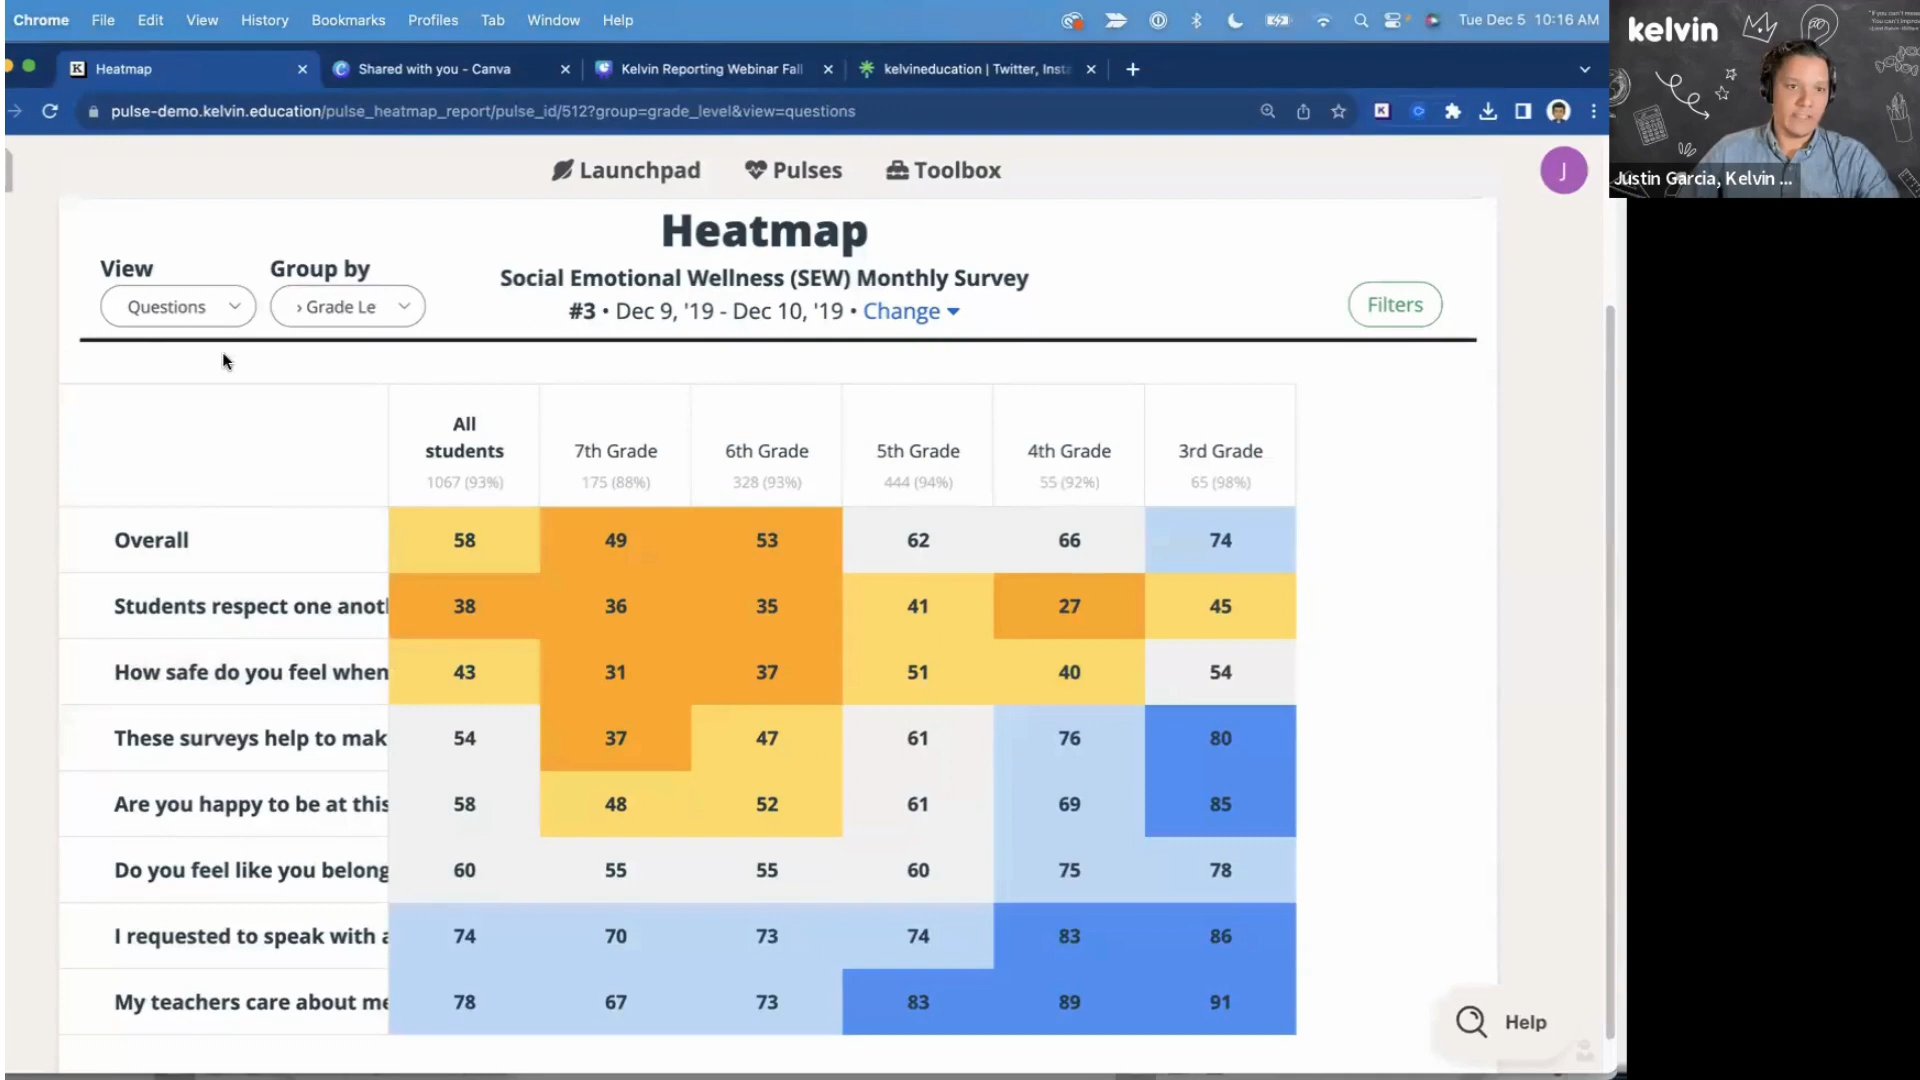 Chrome File Edit View History Bookmarks Profiles Tab Window Help Tue Dec 5 10:16 AM
Heatmap Shared with you - Canva Kelvin Reporting Webinar Fall kelvineducation | Twitter, Inst
pulse-demo.kelvin.education/pulse_heatmap_report/pulse_id/512?group=grade_level&view=questions
kelvin
Justin Garcia, Kelvin ...
Launchpad Pulses Toolbox
J
Heatmap
View Group by
Questions › Grade Le
Social Emotional Wellness (SEW) Monthly Survey
#3 • Dec 9, '19 - Dec 10, '19 • Change
Filters
All students 7th Grade 6th Grade 5th Grade 4th Grade 3rd Grade
1067 (93%) 175 (88%) 328 (93%) 444 (94%) 55 (92%) 65 (98%)
Overall 58 49 53 62 66 74
Students respect one anot 38 36 35 41 27 45
How safe do you feel when 43 31 37 51 40 54
These surveys help to mak 54 37 47 61 76 80
Are you happy to be at this 58 48 52 61 69 85
Do you feel like you belong 60 55 55 60 75 78
I requested to speak with a 74 70 73 74 83 86
My teachers care about me 78 67 73 83 89 91
Help